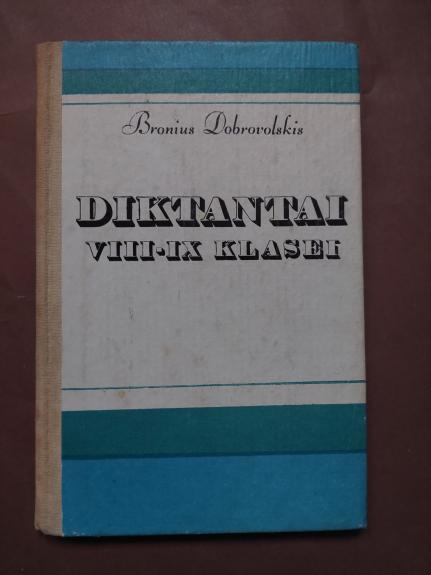 Bronius Dobrovolskis
DIKTANTAI
VIII-IX KLASEI